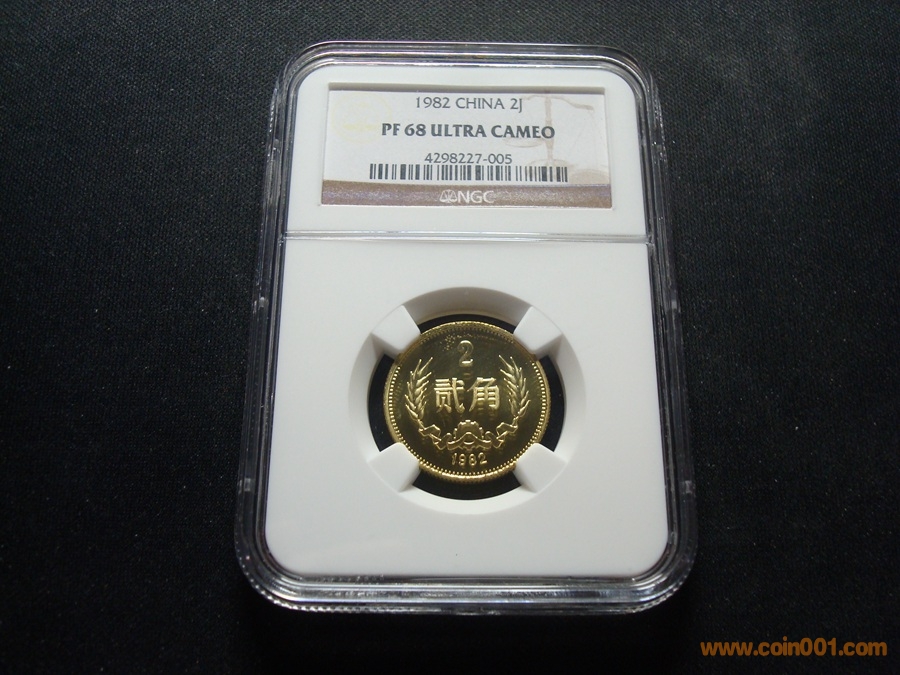 1982 CHINA 2J
PF 68 ULTRA CAMEO
4298227-005
NGC
2
贰角
1982
www.coin001.com